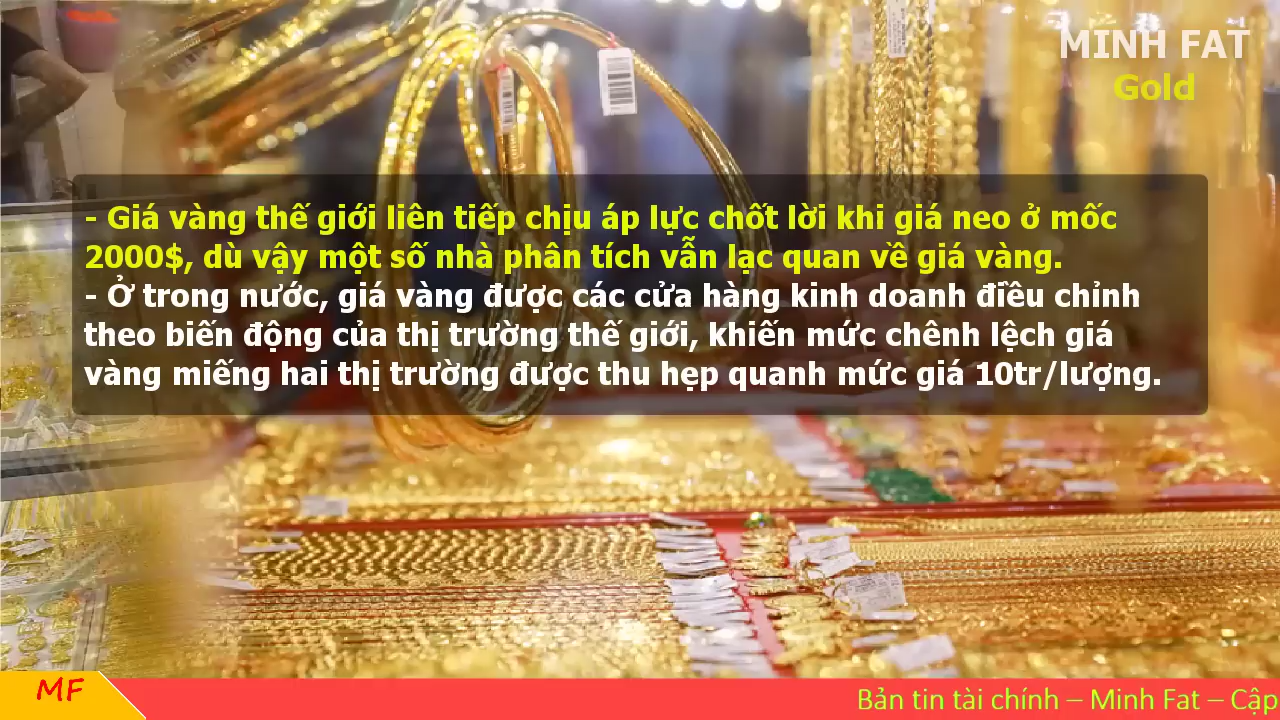 MINH FAT
Gold
- Giá vàng thế giới liên tiếp chịu áp lực chốt lời khi giá neo ở mốc
2000$, dù vậy một số nhà phân tích vẫn lạc quan về giá vàng.
- Ở trong nước, giá vàng được các cửa hàng kinh doanh điều chỉnh
theo biến động của thị trường thế giới, khiến mức chênh lệch giá
vàng miếng hai thị trường được thu hẹp quanh mức giá 10tr/lượng.
MF
Bản tin tài chính – Minh Fat – Cập